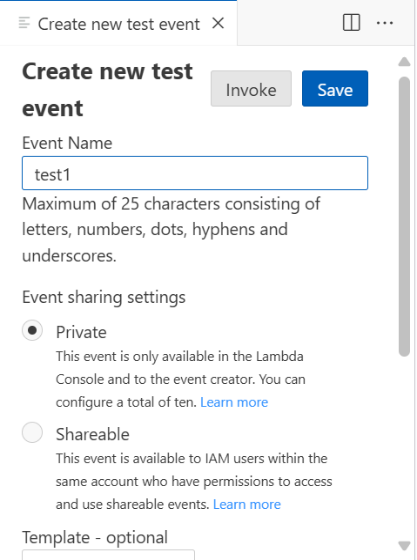 Create new test event
Create new test
event
Invoke
Save
Event Name
test1
Maximum of 25 characters consisting of
letters, numbers, dots, hyphens and
underscores.
Event sharing settings
Private
This event is only available in the Lambda
Console and to the event creator. You can
configure a total of ten. Learn more
Shareable
This event is available to IAM users within the
same account who have permissions to access
and use shareable events. Learn more
Template - optional